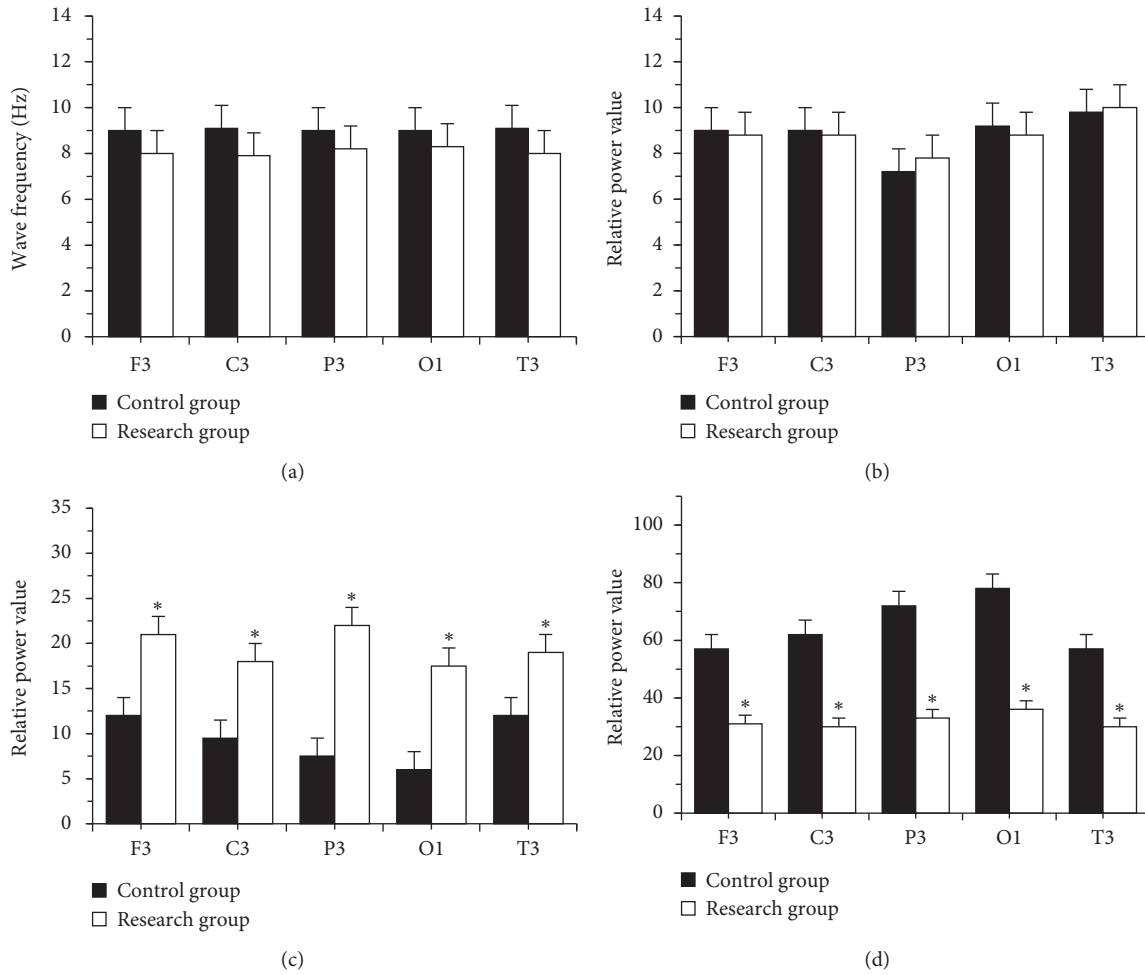 14
12
10
8
6
4
2
0
Wave frequency (Hz)
F3 C3 P3 O1 T3
Control group
Research group
(a)
14
12
10
8
6
4
2
0
Relative power value
F3 C3 P3 O1 T3
Control group
Research group
(b)
35
30
25
20
15
10
5
0
Relative power value
* * * * *
F3 C3 P3 O1 T3
Control group
Research group
(c)
100
80
60
40
20
0
Relative power value
* * * * *
F3 C3 P3 O1 T3
Control group
Research group
(d)